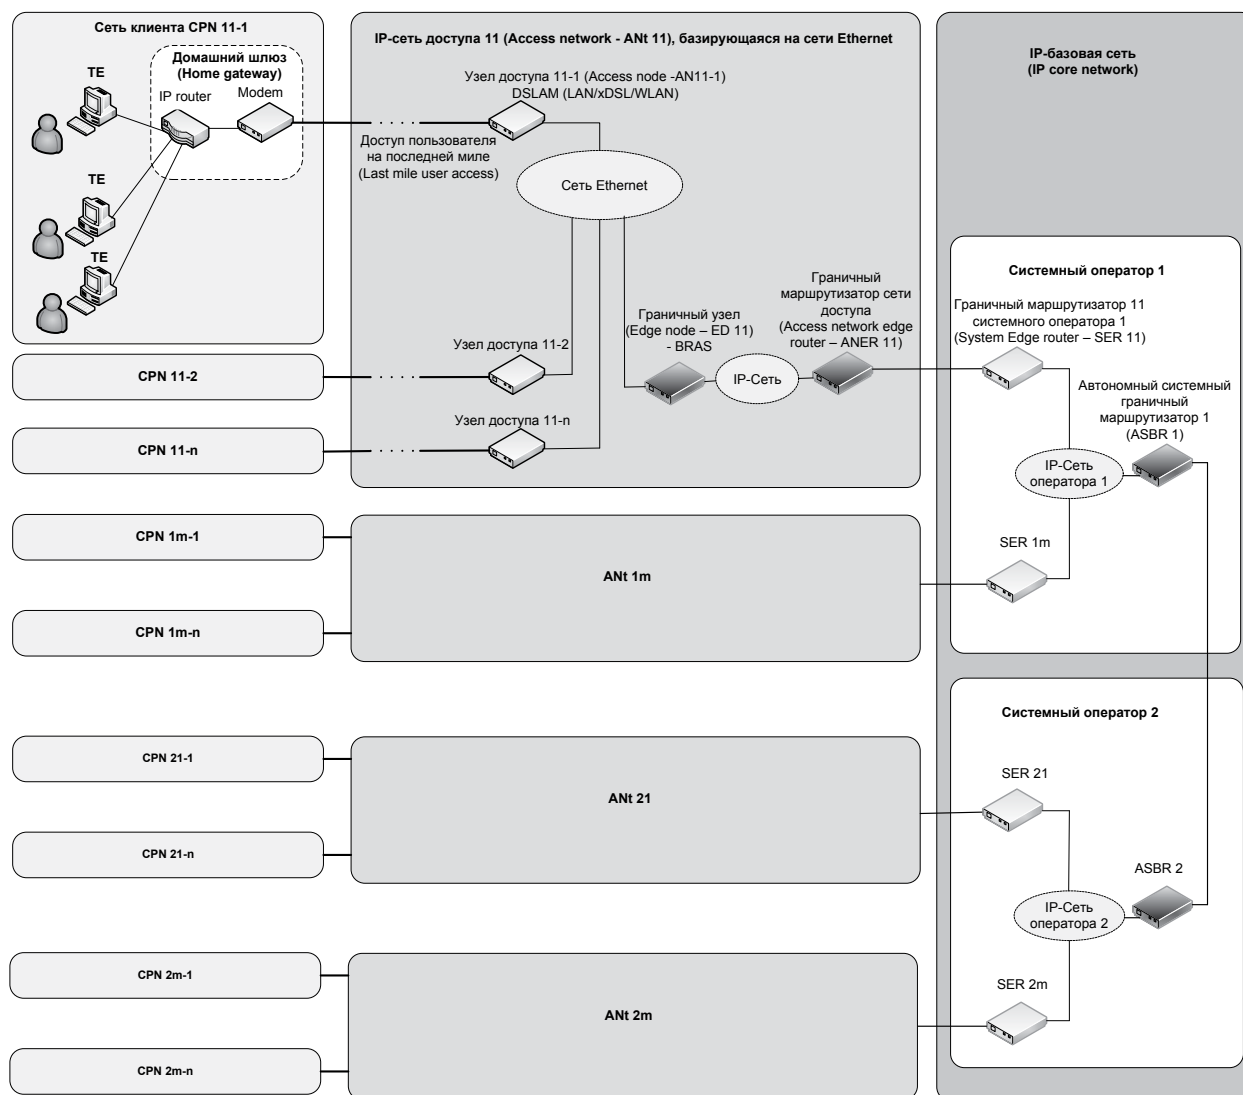 Сеть клиента CPN 11-1
Домашний шлюз
(Home gateway)
TE
IP router
Modem
TE
TE
CPN 11-2
CPN 11-n
IP-сеть доступа 11 (Access network - ANt 11), базирующаяся на сети Ethernet
Узел доступа 11-1 (Access node -AN11-1)
DSLAM (LAN/xDSL/WLAN)
Доступ пользователя
на последней миле
(Last mile user access)
Сеть Ethernet
Узел доступа 11-2
Узел доступа 11-n
Граничный узел
(Edge node – ED 11)
- BRAS
IP-Сеть
Граничный
маршрутизатор сети
доступа
(Access network edge
router – ANER 11)
IP-базовая сеть
(IP core network)
Системный оператор 1
Граничный маршрутизатор 11
системного оператора 1
(System Edge router – SER 11)
Автономный системный
граничный
маршрутизатор 1
(ASBR 1)
IP-Сеть
оператора 1
SER 1m
CPN 1m-1
CPN 1m-n
ANt 1m
Системный оператор 2
CPN 21-1
CPN 21-n
ANt 21
SER 21
ASBR 2
IP-Сеть
оператора 2
SER 2m
CPN 2m-1
CPN 2m-n
ANt 2m